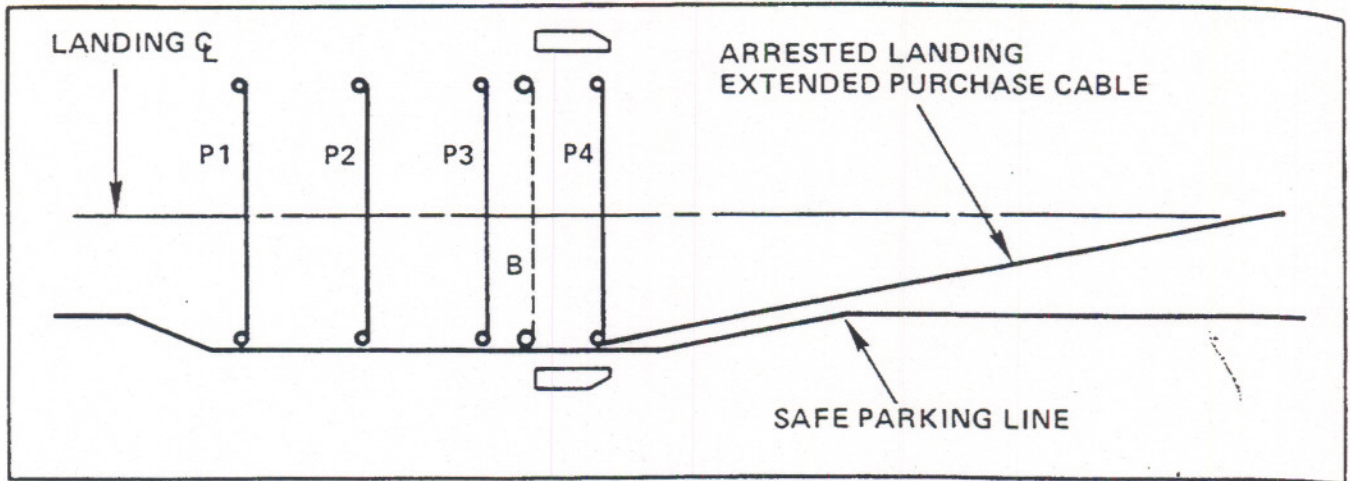 LANDING ℄
ARRESTED LANDING
EXTENDED PURCHASE CABLE
P1
P2
P3
P4
B
SAFE PARKING LINE